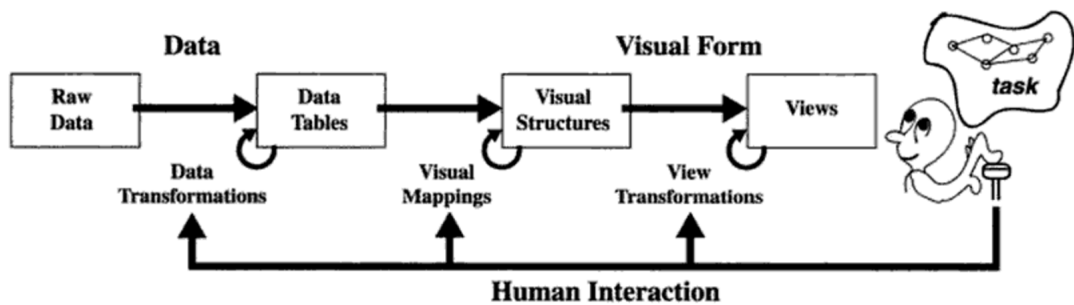 Data
Visual Form
task
Raw
Data
Data
Tables
Visual
Structures
Views
Data
Transformations
Visual
Mappings
View
Transformations
Human Interaction